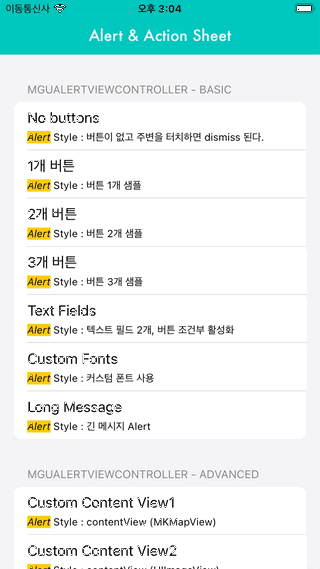 이동통신사 오후 3:04
Alert & Action Sheet
MGUALERTVIEWCONTROLLER - BASIC
No buttons
Alert Style : 버튼이 없고 주변을 터치하면 dismiss 된다.
1개 버튼
Alert Style : 버튼 1개 샘플
2개 버튼
Alert Style : 버튼 2개 샘플
3개 버튼
Alert Style : 버튼 3개 샘플
Text Fields
Alert Style : 텍스트 필드 2개, 버튼 조건부 활성화
Custom Fonts
Alert Style : 커스텀 폰트 사용
Long Message
Alert Style : 긴 메시지 Alert
MGUALERTVIEWCONTROLLER - ADVANCED
Custom Content View1
Alert Style : contentView (MKMapView)
Custom Content View2
Alert Style : contentView (UIImageView)